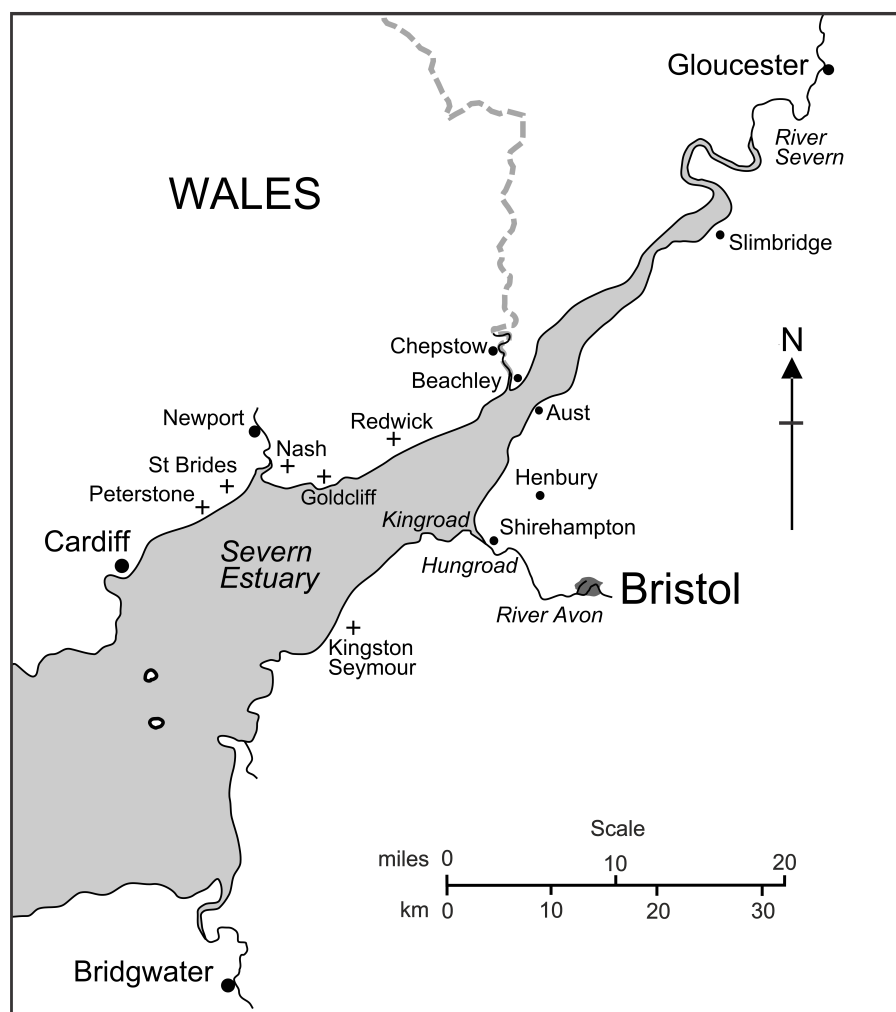 Gloucester
River
Severn
WALES
Slimbridge
N
Chepstow
Beachley
Aust
Redwick
Newport
Nash
St Brides
Goldcliff
Peterstone
Henbury
Kingroad
Shirehampton
Cardiff
Severn
Estuary
Hungroad
Bristol
River Avon
Kingston
Seymour
Scale
miles 0 10 20
km 0 10 20 30
Bridgwater